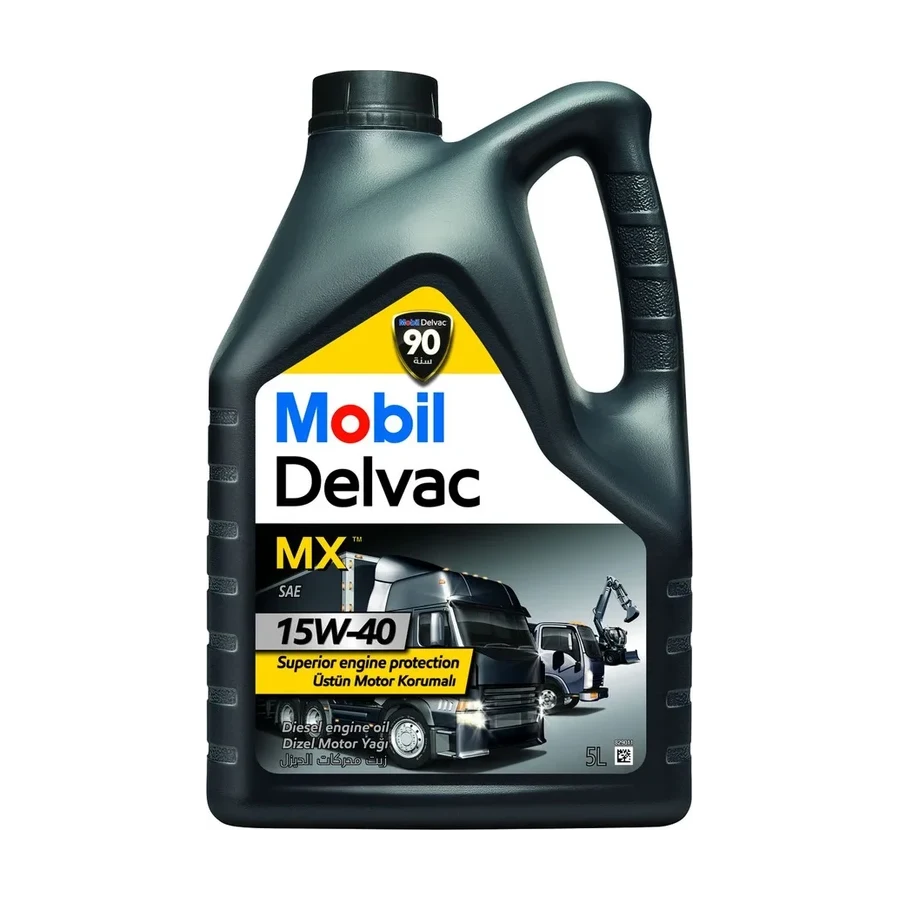 Mobil Delvac
90
سنة
Mobil
Delvac
MX™
SAE
15W-40
Superior engine protection
Üstün Motor Korumalı
Diesel engine oil
Dizel Motor Yağı
زيت محركات الديزل
5L
329011